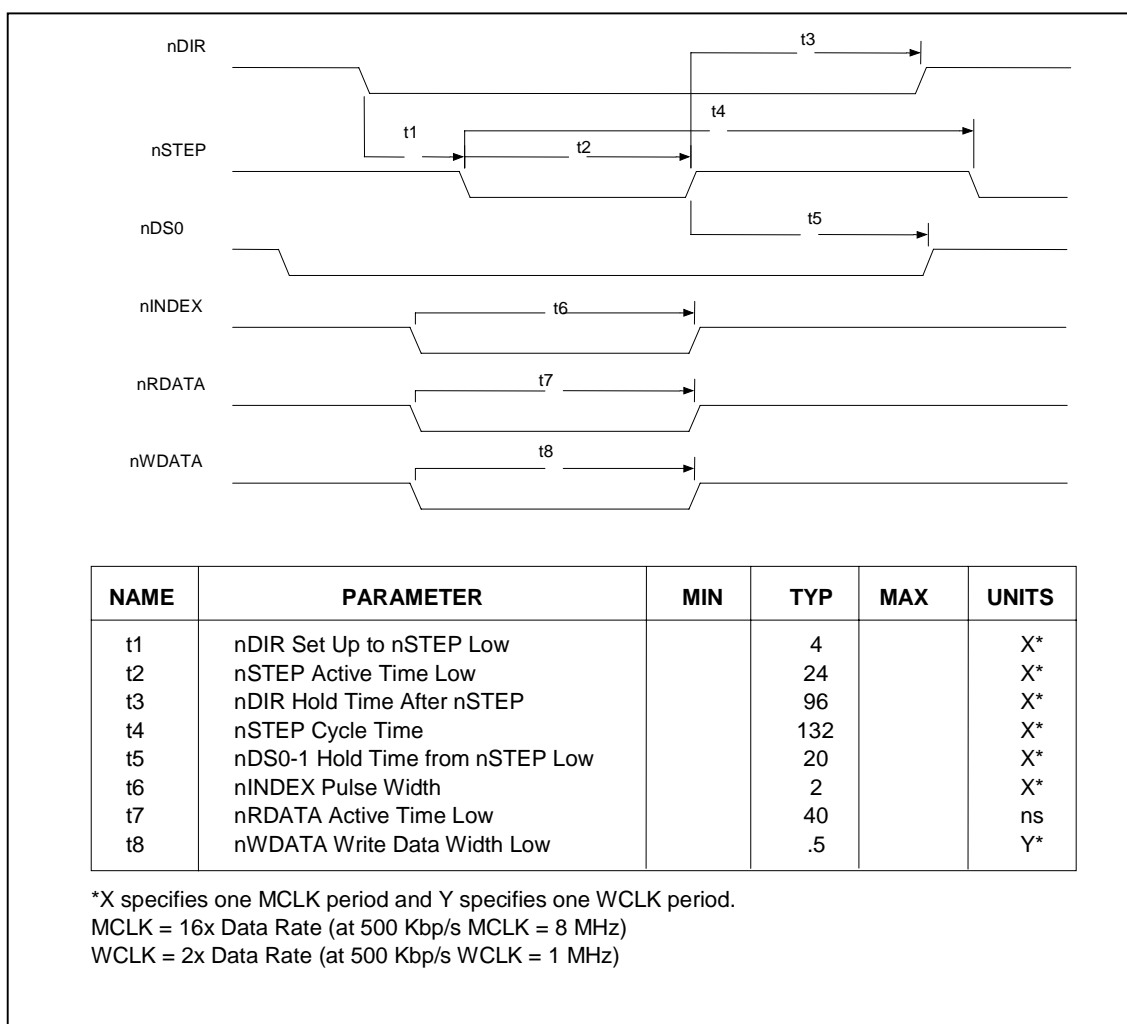 nDIR
t3
t4
t1
nSTEP
t2
nDS0
t5
nINDEX
t6
nRDATA
t7
nWDATA
t8
NAME PARAMETER MIN TYP MAX UNITS
t1 nDIR Set Up to nSTEP Low 4 X*
t2 nSTEP Active Time Low 24 X*
t3 nDIR Hold Time After nSTEP 96 X*
t4 nSTEP Cycle Time 132 X*
t5 nDS0-1 Hold Time from nSTEP Low 20 X*
t6 nINDEX Pulse Width 2 X*
t7 nRDATA Active Time Low 40 ns
t8 nWDATA Write Data Width Low .5 Y*
*X specifies one MCLK period and Y specifies one WCLK period.
MCLK = 16x Data Rate (at 500 Kbp/s MCLK = 8 MHz)
WCLK = 2x Data Rate (at 500 Kbp/s WCLK = 1 MHz)